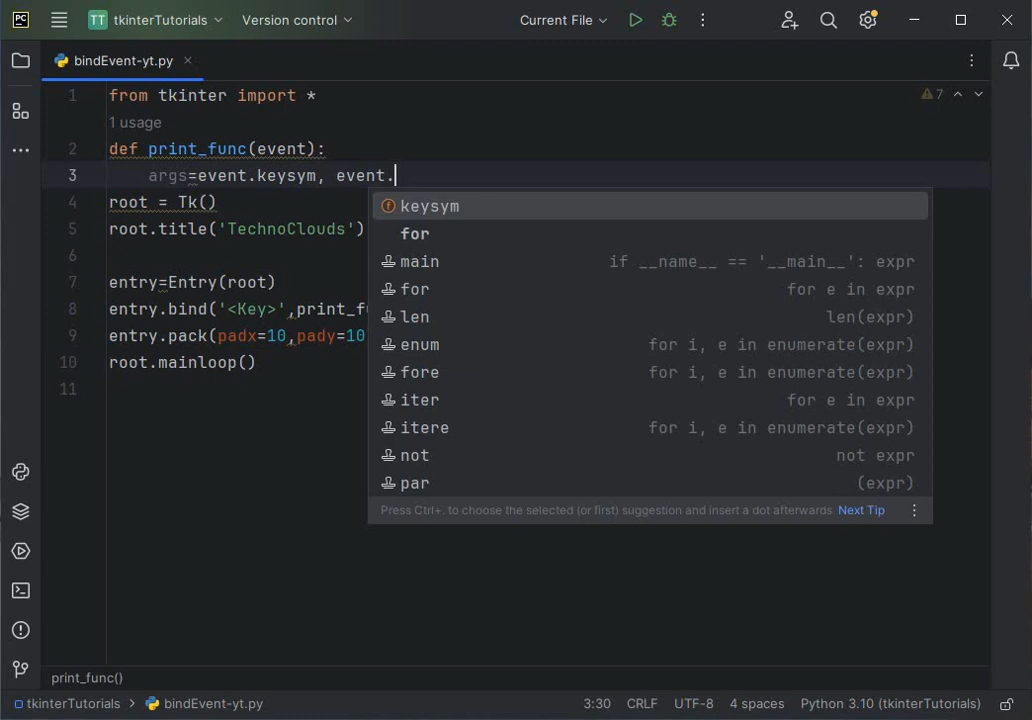 PC TT tkinterTutorials Version control Current File
bindEvent-yt.py
1 from tkinter import * 7
1 usage
2 def print_func(event):
3 args=event.keysym, event.
4 root = Tk()
5 root.title('TechnoClouds')
6
7 entry=Entry(root)
8 entry.bind('<Key>',print_f
9 entry.pack(padx=10,pady=10
10 root.mainloop()
11
keysym
for
main if __name__ == '__main__': expr
for for e in expr
len len(expr)
enum for i, e in enumerate(expr)
fore for i, e in enumerate(expr)
iter for e in expr
itere for i, e in enumerate(expr)
not not expr
par (expr)
Press Ctrl+. to choose the selected (or first) suggestion and insert a dot afterwards Next Tip
print_func()
tkinterTutorials bindEvent-yt.py 3:30 CRLF UTF-8 4 spaces Python 3.10 (tkinterTutorials)